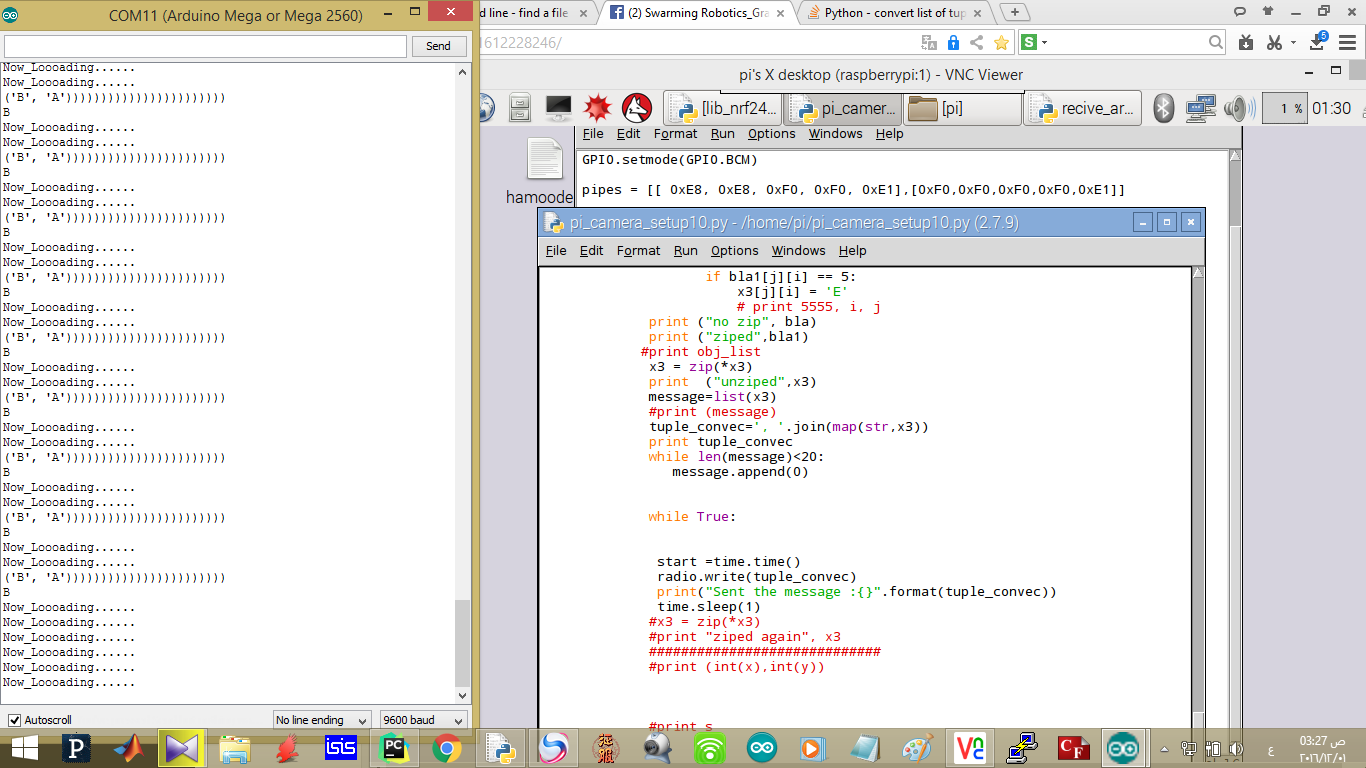 COM11 (Arduino Mega or Mega 2560)
Send
Now_Loooading......
Now_Loooading......
('B', 'A')))))))))))))))))))))))
B
Now_Loooading......
Now_Loooading......
('B', 'A')))))))))))))))))))))))
B
Now_Loooading......
Now_Loooading......
('B', 'A')))))))))))))))))))))))
B
Now_Loooading......
Now_Loooading......
('B', 'A')))))))))))))))))))))))
B
Now_Loooading......
Now_Loooading......
('B', 'A')))))))))))))))))))))))
B
Now_Loooading......
Now_Loooading......
('B', 'A')))))))))))))))))))))))
B
Now_Loooading......
Now_Loooading......
('B', 'A')))))))))))))))))))))))
B
Now_Loooading......
Now_Loooading......
('B', 'A')))))))))))))))))))))))
B
Now_Loooading......
Now_Loooading......
('B', 'A')))))))))))))))))))))))
B
Now_Loooading......
Now_Loooading......
Now_Loooading......
Now_Loooading......
Now_Loooading......
Now_Loooading......
Autoscroll
No line ending
9600 baud
d line - find a file
(2) Swarming Robotics_Gra
Python - convert list of tup
1612228246/
S
5
pi's X desktop (raspberrypi:1) - VNC Viewer
[lib_nrf24...
pi_camer...
[pi]
recive_ar...
1 %
01:30
File Edit Format Run Options Windows Help
hamoode
GPIO.setmode(GPIO.BCM)
pipes = [[ 0xE8, 0xE8, 0xF0, 0xF0, 0xE1],[0xF0,0xF0,0xF0,0xF0,0xE1]]
pi_camera_setup10.py - /home/pi/pi_camera_setup10.py (2.7.9)
File Edit Format Run Options Windows Help
if bla1[j][i] == 5:
x3[j][i] = 'E'
# print 5555, i, j
print ("no zip", bla)
print ("ziped",bla1)
#print obj_list
x3 = zip(*x3)
print ("unziped",x3)
message=list(x3)
#print (message)
tuple_convec=', '.join(map(str,x3))
print tuple_convec
while len(message)<20:
message.append(0)
while True:
start =time.time()
radio.write(tuple_convec)
print("Sent the message :{}".format(tuple_convec))
time.sleep(1)
#x3 = zip(*x3)
#print "ziped again", x3
#############################
#print (int(x),int(y))
#print s
P
isis
PC
CF
ع
03:27 ص
٢٠١٦/١٢/٠١